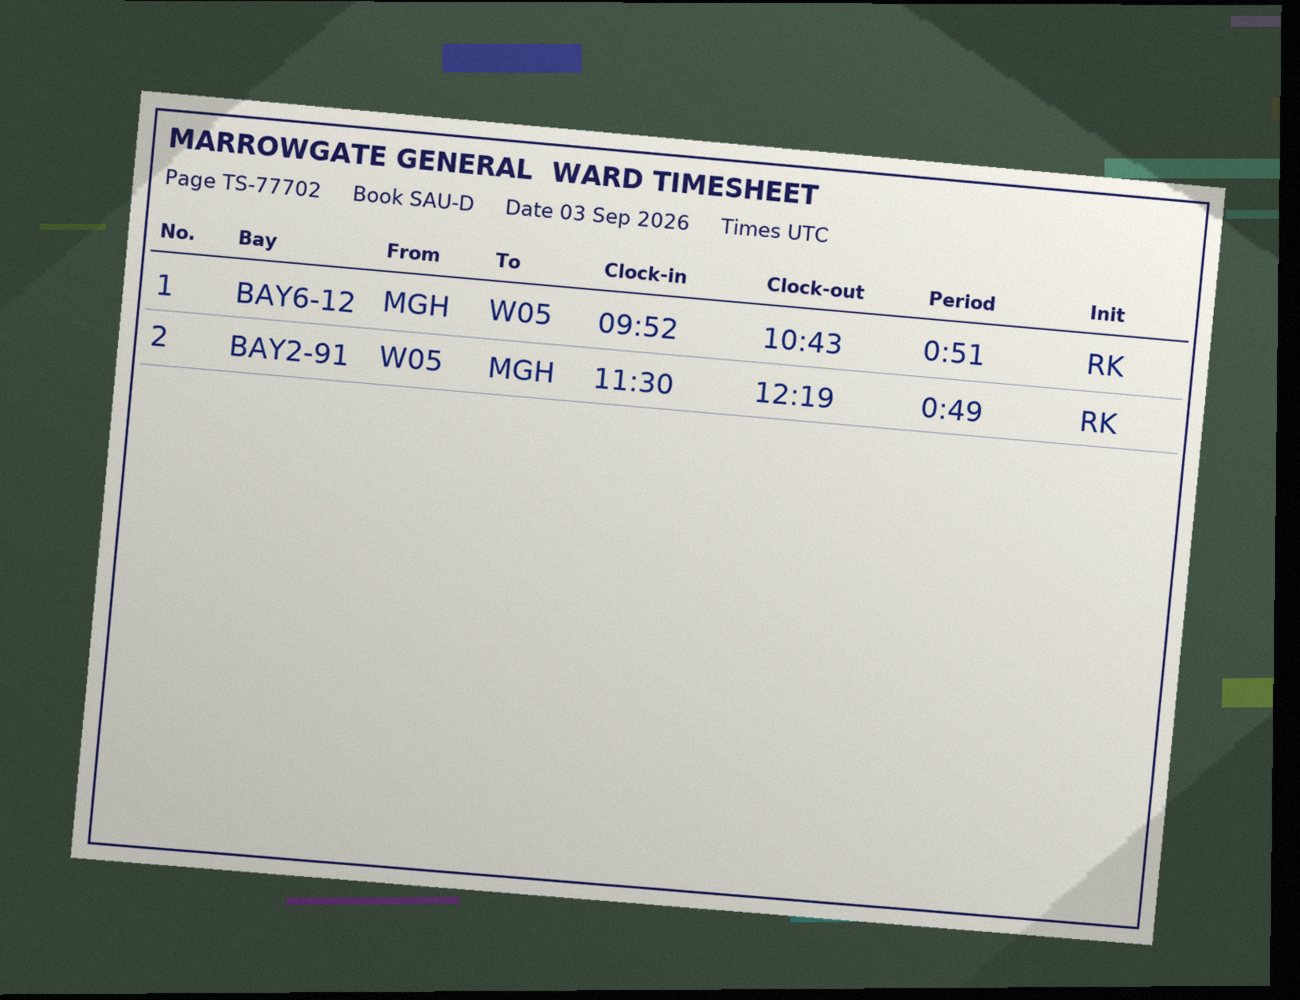 MARROWGATE GENERAL WARD TIMESHEET
Page TS-77702 Book SAU-D Date 03 Sep 2026 Times UTC
No. Bay From To Clock-in Clock-out Period Init
1 BAY6-12 MGH W05 09:52 10:43 0:51 RK
2 BAY2-91 W05 MGH 11:30 12:19 0:49 RK